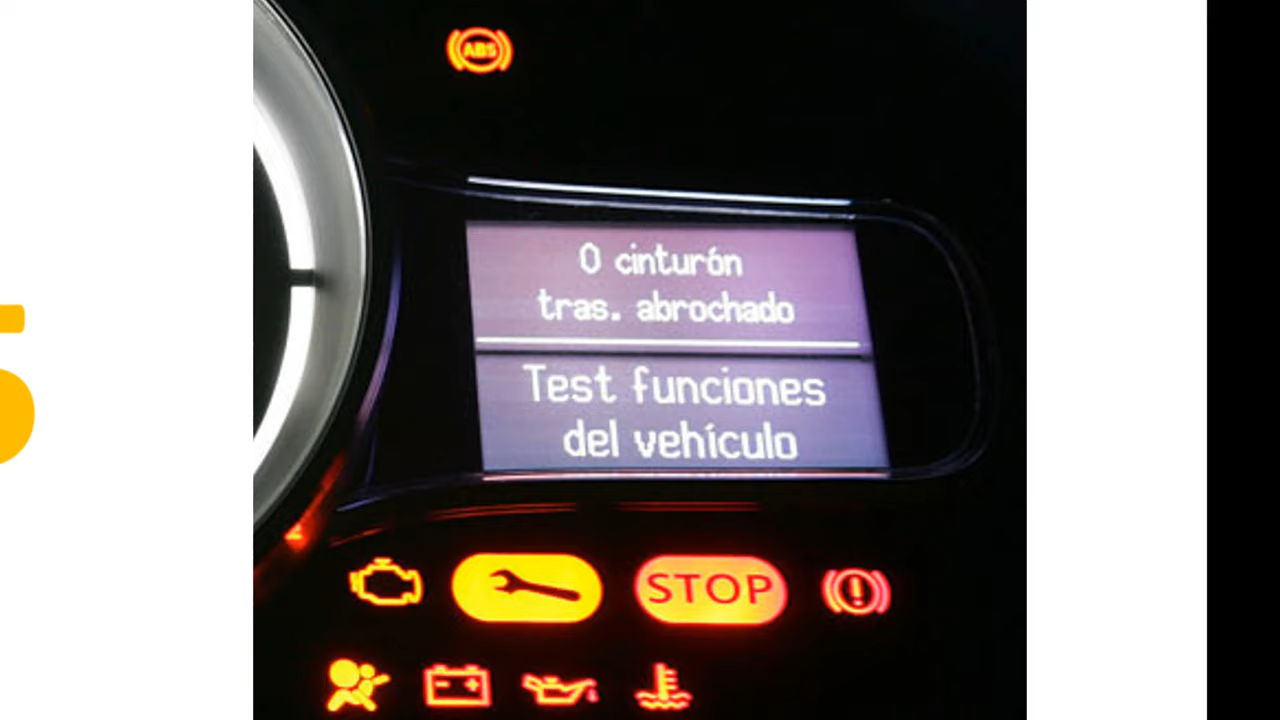 ABS
0 cinturón
tras. abrochado
Test funciones
del vehículo
STOP